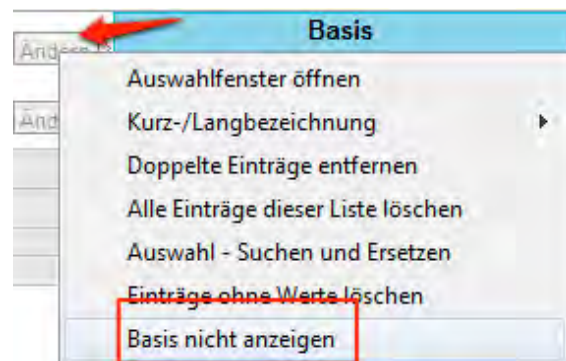 Basis
Auswahlfenster öffnen
Kurz-/Langbezeichnung
Doppelte Einträge entfernen
Alle Einträge dieser Liste löschen
Auswahl - Suchen und Ersetzen
Einträge ohne Werte löschen
Basis nicht anzeigen